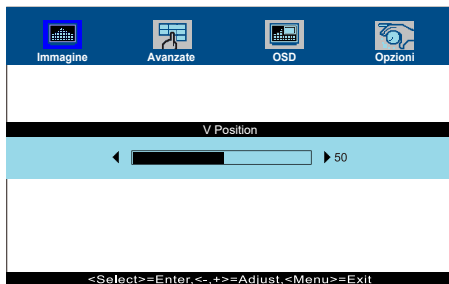 Immagine Avanzate OSD Opzioni
V Position
50
<Select>=Enter,<-,+>=Adjust,<Menu>=Exit